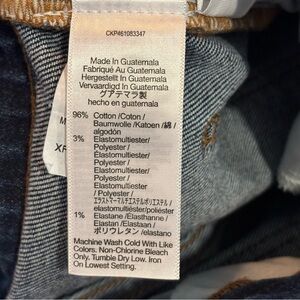 CKP461083347
Made In Guatemala
Fabriqué Au Guatemala
Hergestellt In Guatemala
Vervaardigd In Guatemala
グアテマラ製
hecho en guatemala
96% Cotton /Coton /
Baumwolle /Katoen /綿 /
algodón
3% Elastomultiester/
Polyester /
Elastomultiester/
Polyester /
Elastomultiester/
Polyester /
エラストマルチエステルポリエステル /
elastomultiéster/poliéster
1% Elastane /Élasthanne /
Elastan /Elastaan /
ポリウレタン /elastano
Machine Wash Cold With Like
Colors. Non-Chlorine Bleach
Only. Tumble Dry Low. Iron
On Lowest Setting.